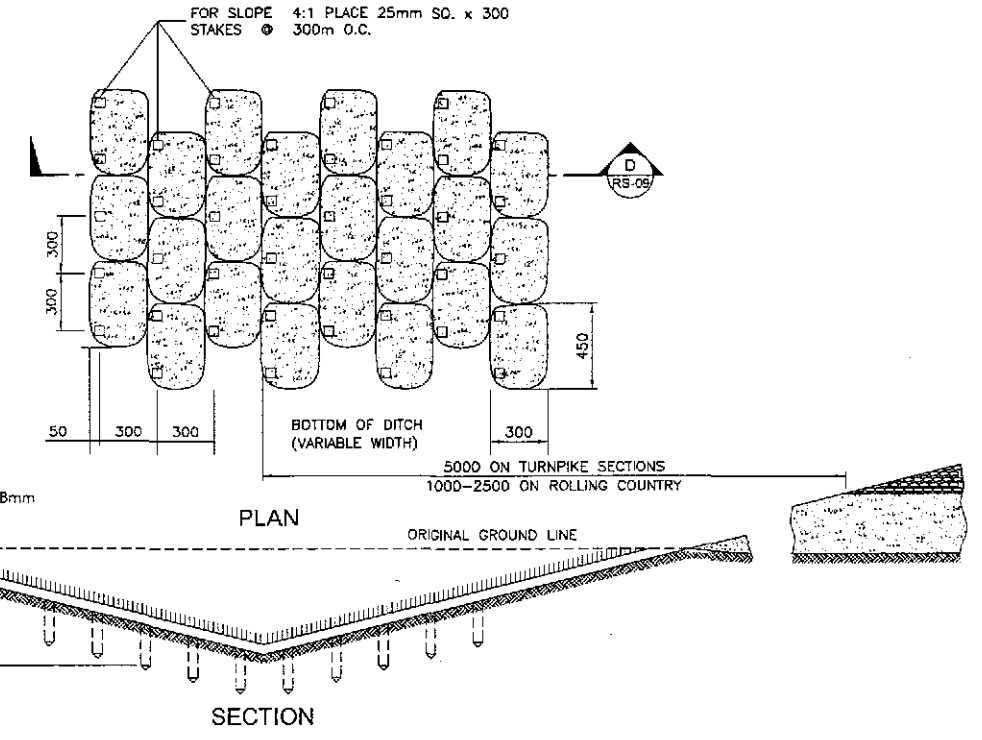 FOR SLOPE 4:1 PLACE 25mm SQ. x 300
STAKES @ 300m O.C.
D
RS-09
300
300
450
50
300
300
BOTTOM OF DITCH
(VARIABLE WIDTH)
300
5000 ON TURNPIKE SECTIONS
1000-2500 ON ROLLING COUNTRY
8mm
PLAN
ORIGINAL GROUND LINE
SECTION